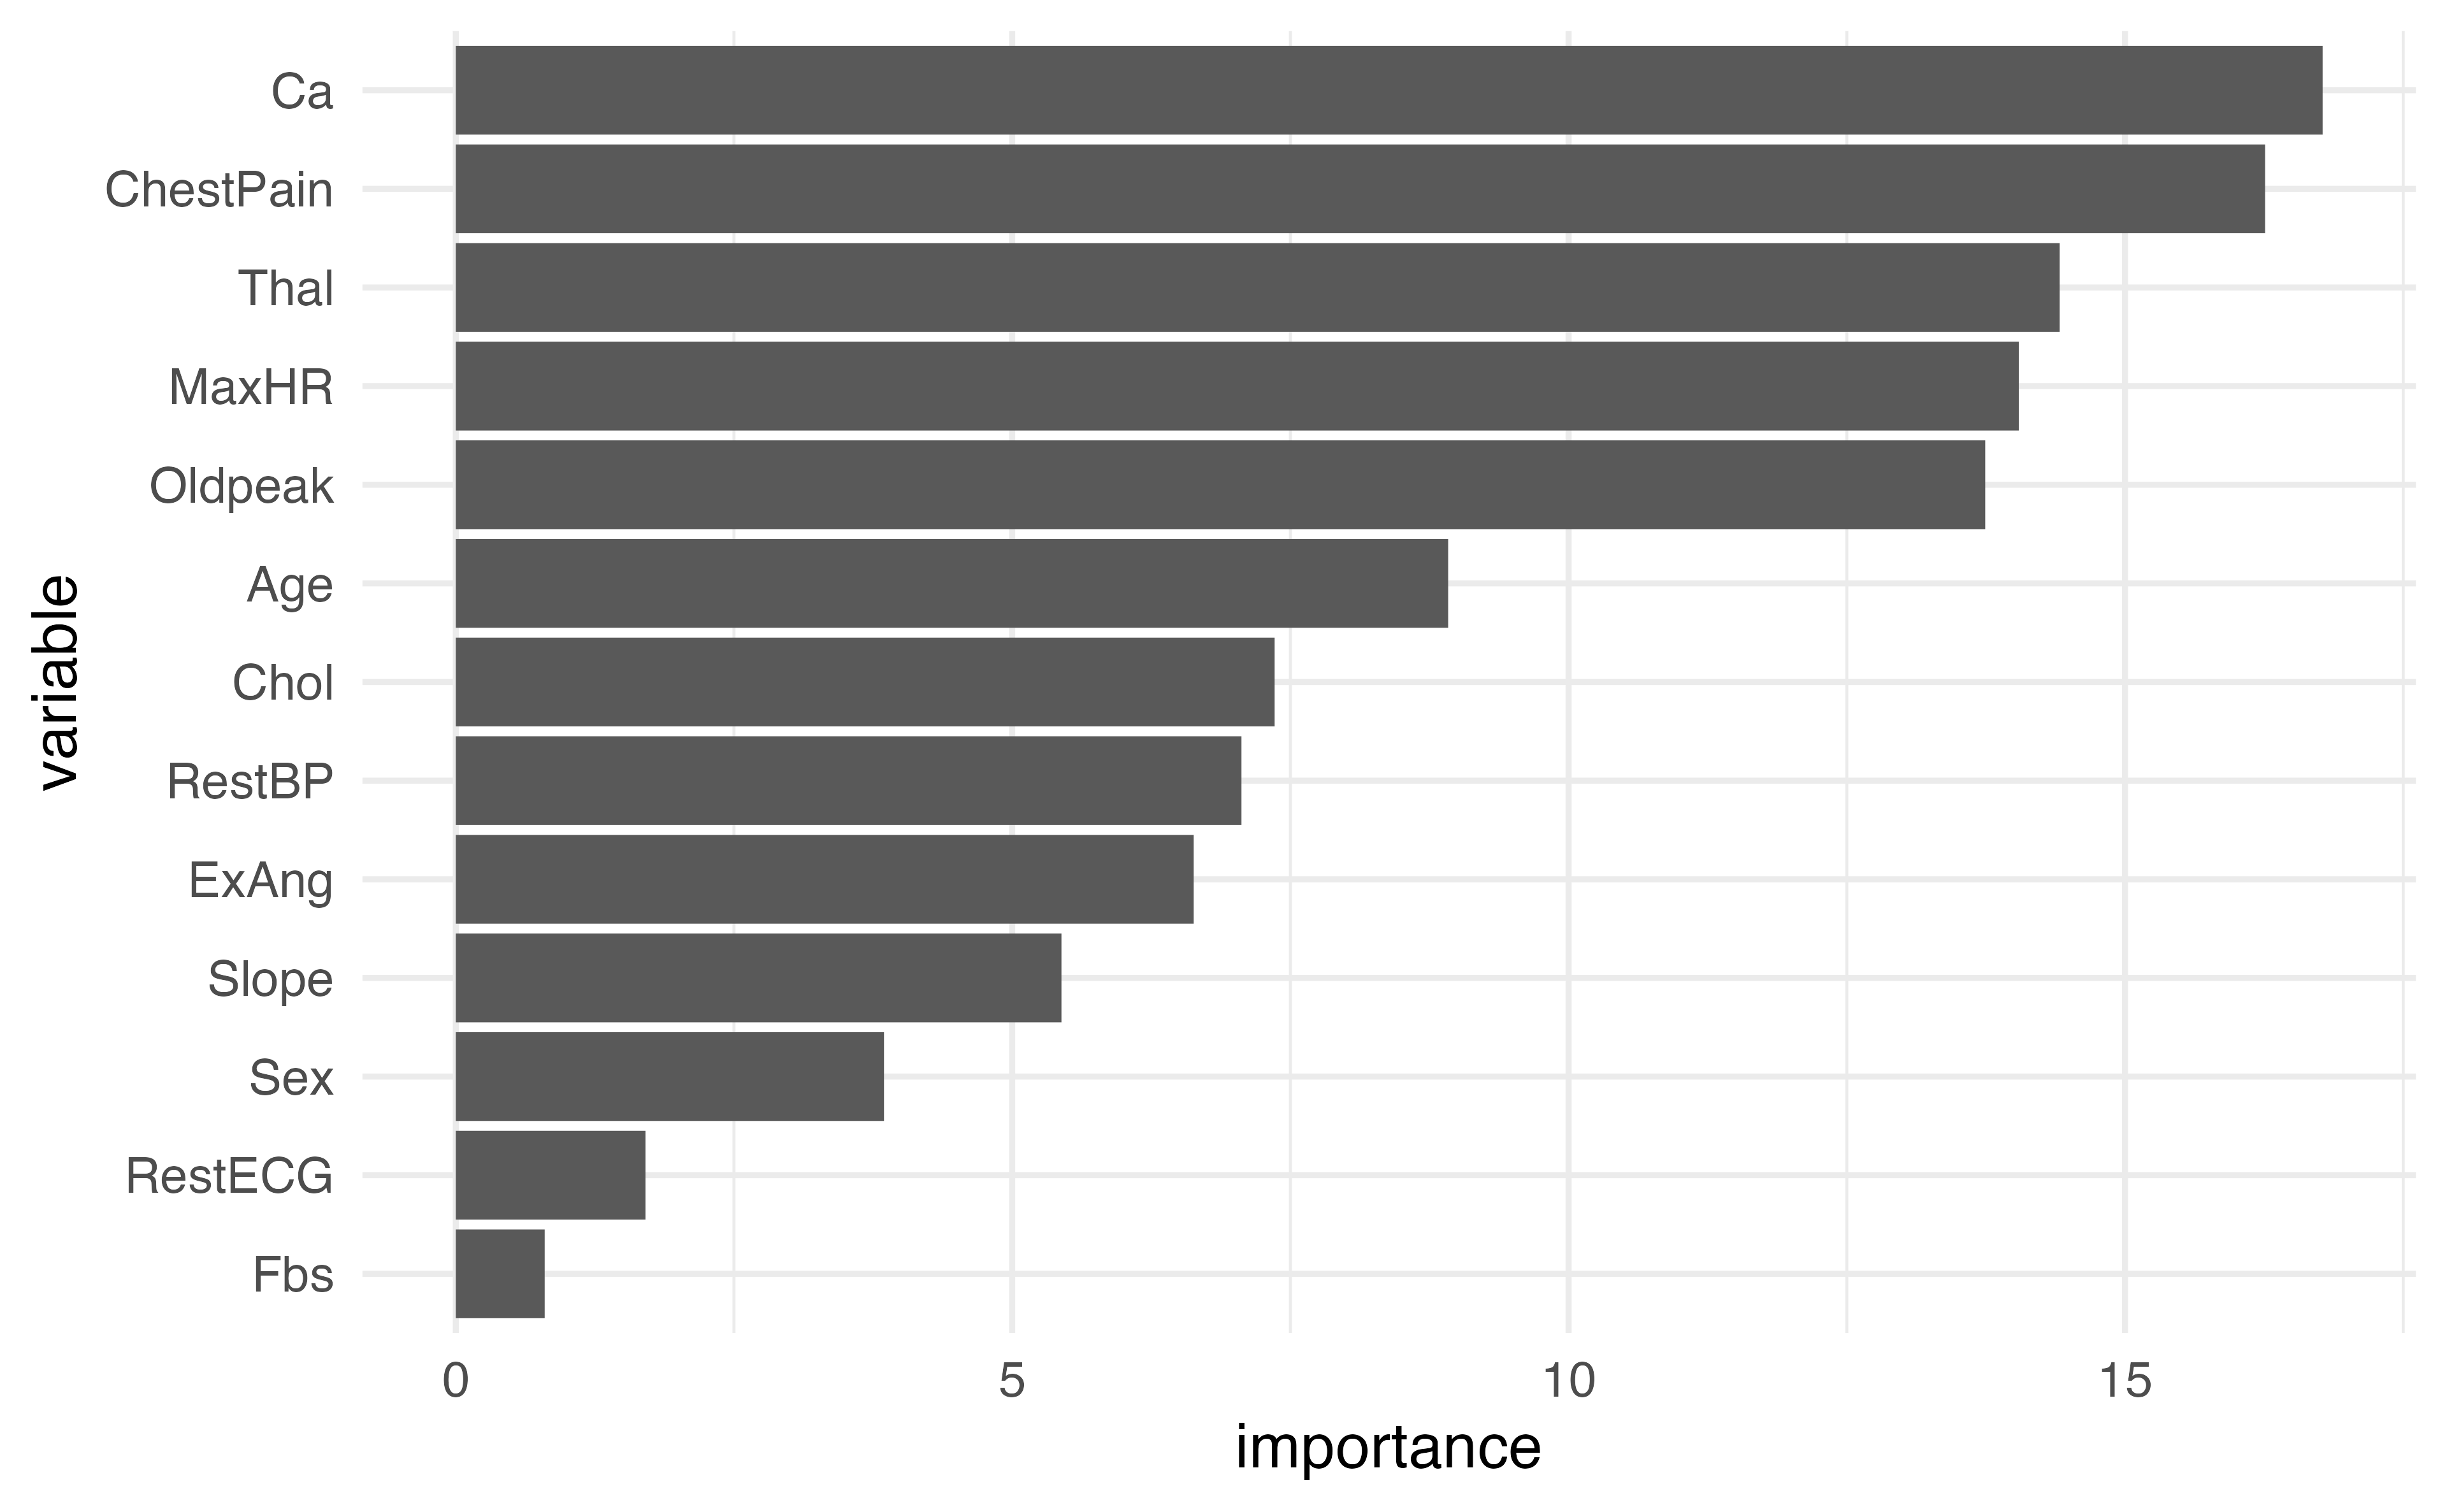 variable
Ca
ChestPain
Thal
MaxHR
Oldpeak
Age
Chol
RestBP
ExAng
Slope
Sex
RestECG
Fbs
0 5 10 15
importance